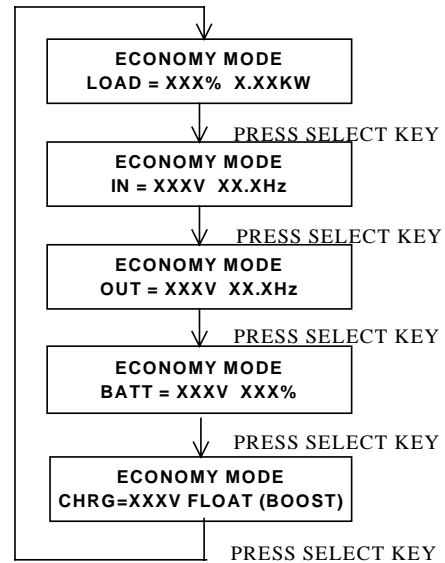 ECONOMY MODE
LOAD = XXX% X.XXKW
PRESS SELECT KEY
ECONOMY MODE
IN = XXXV XX.XHz
PRESS SELECT KEY
ECONOMY MODE
OUT = XXXV XX.XHz
PRESS SELECT KEY
ECONOMY MODE
BATT = XXXV XXX%
PRESS SELECT KEY
ECONOMY MODE
CHRG=XXXV FLOAT (BOOST)
PRESS SELECT KEY